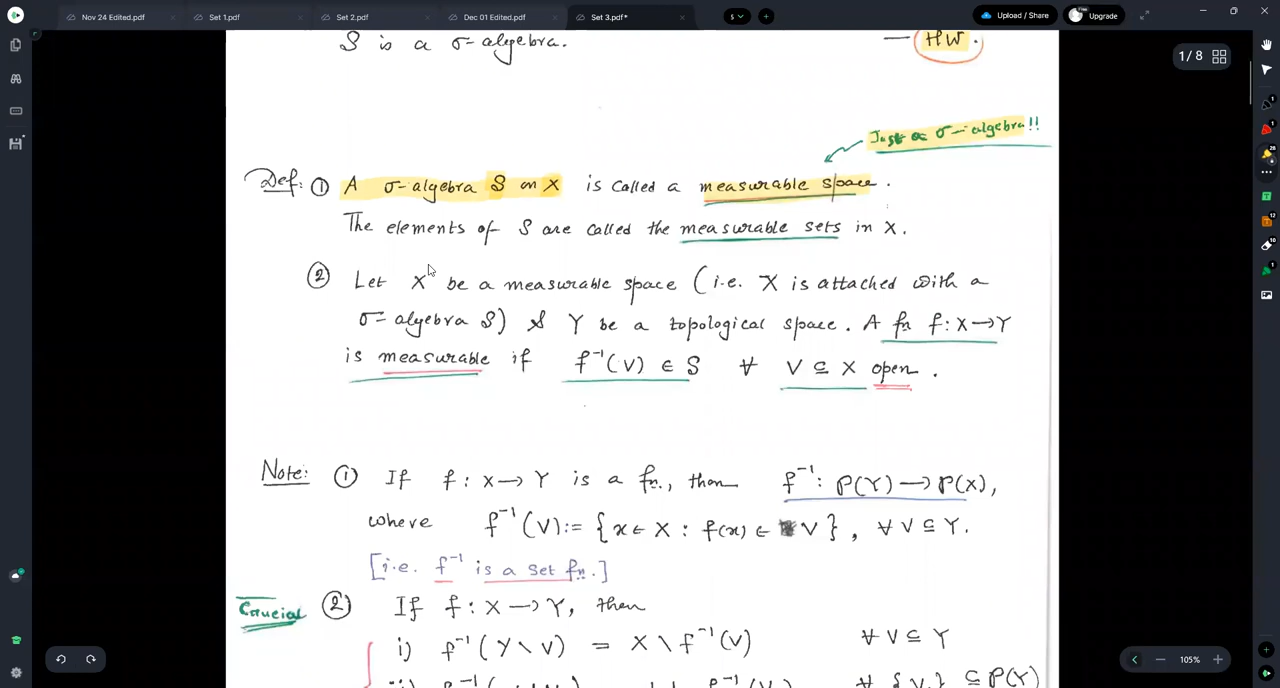 Nov 24 Edited.pdf
Set 1.pdf
Set 2.pdf
Dec 01 Edited.pdf
Set 3.pdf*
5
Upload / Share
Upgrade
1 / 8
S is a σ-algebra.
— HW.
Just a σ-algebra!!
Def: ① A σ-algebra S on X is called a measurable space.
The elements of S are called the measurable sets in X.
② Let X be a measurable space (i.e. X is attached with a
σ-algebra S) & Y be a topological space. A fn f: X→Y
is measurable if f⁻¹(V) ∈ S ∀ V ⊆ X open.
Note: ① If f: X→Y is a fn., then f⁻¹: P(Y) → P(X),
where f⁻¹(V) := {x ∈ X : f(x) ∈ V}, ∀ V ⊆ Y.
[i.e. f⁻¹ is a set fn.]
Crucial ② If f: X→Y, then
i) f⁻¹(Y \ V) = X \ f⁻¹(V) ∀ V ⊆ Y
105%